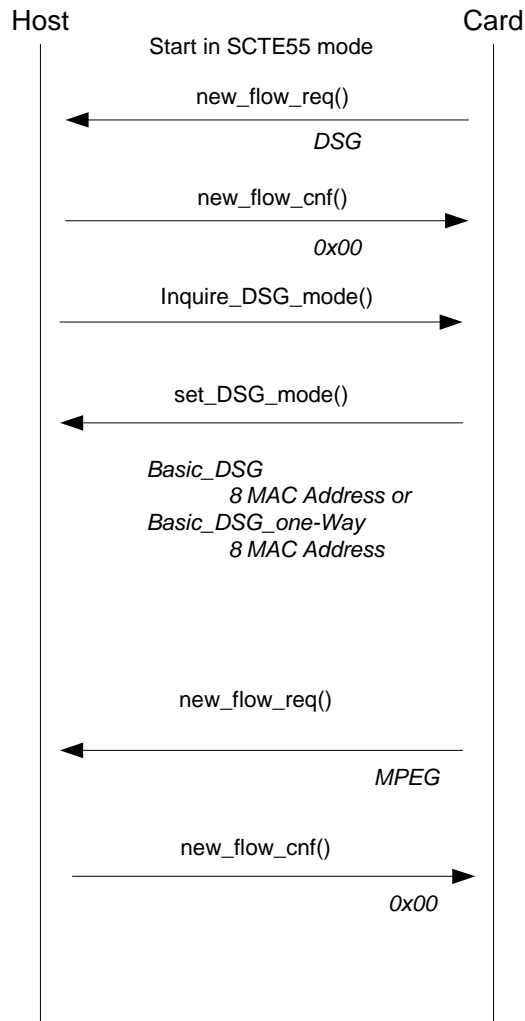 Host
Card
Start in SCTE55 mode
new_flow_req()
DSG
new_flow_cnf()
0x00
Inquire_DSG_mode()
set_DSG_mode()
Basic_DSG
8 MAC Address or
Basic_DSG_one-Way
8 MAC Address
new_flow_req()
MPEG
new_flow_cnf()
0x00